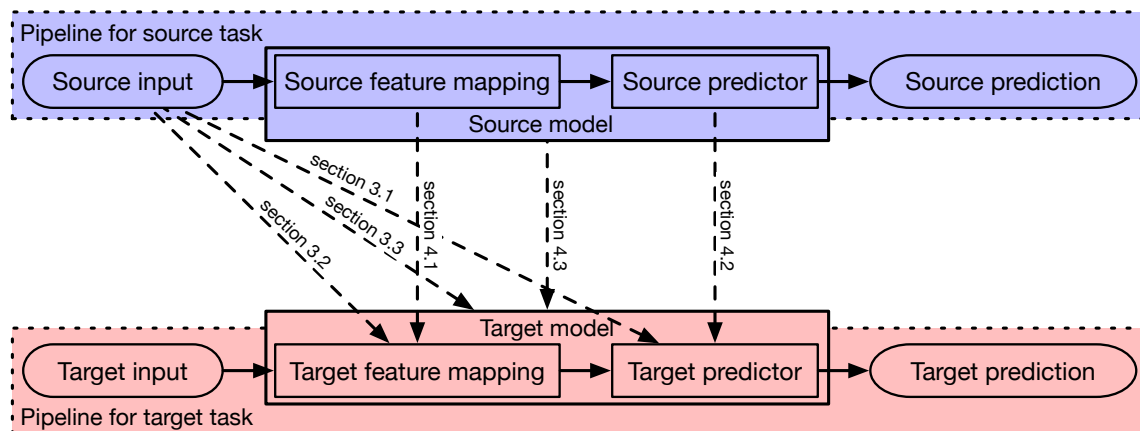 Pipeline for source task
Source input
Source feature mapping
Source predictor
Source prediction
Source model
section 3.1
section 3.2
section 3.3
section 4.1
section 4.3
section 4.2
Target model
Target input
Target feature mapping
Target predictor
Target prediction
Pipeline for target task